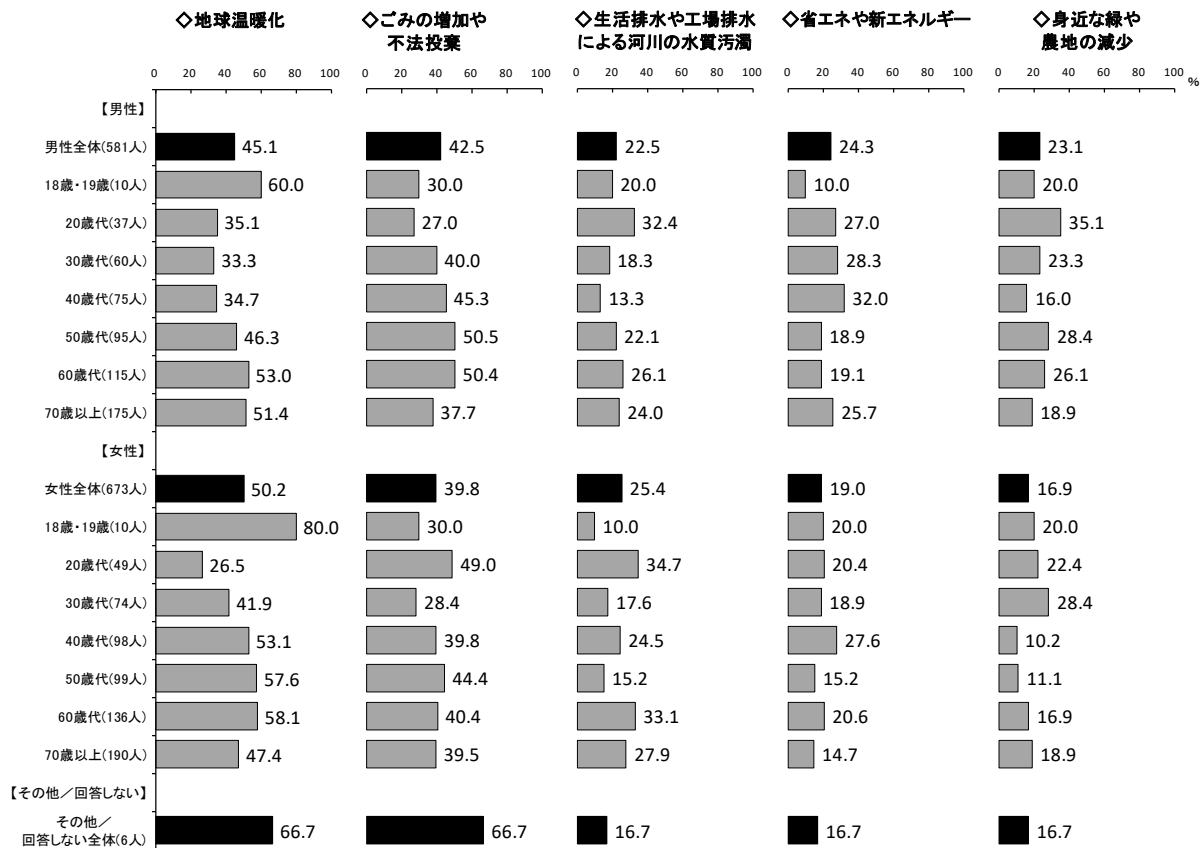 ◇地球温暖化 ◇ごみの増加や ◇生活排水や工場排水 ◇省エネや新エネルギー ◇身近な緑や
不法投棄 による河川の水質汚濁 農地の減少
0 20 40 60 80 100 0 20 40 60 80 100 0 20 40 60 80 100 0 20 40 60 80 100 0 20 40 60 80 100 %
【男性】
男性全体(581人) 45.1 42.5 22.5 24.3 23.1
18歳・19歳(10人) 60.0 30.0 20.0 10.0 20.0
20歳代(37人) 35.1 27.0 32.4 27.0 35.1
30歳代(60人) 33.3 40.0 18.3 28.3 23.3
40歳代(75人) 34.7 45.3 13.3 32.0 16.0
50歳代(95人) 46.3 50.5 22.1 18.9 28.4
60歳代(115人) 53.0 50.4 26.1 19.1 26.1
70歳以上(175人) 51.4 37.7 24.0 25.7 18.9
【女性】
女性全体(673人) 50.2 39.8 25.4 19.0 16.9
18歳・19歳(10人) 80.0 30.0 10.0 20.0 20.0
20歳代(49人) 26.5 49.0 34.7 20.4 22.4
30歳代(74人) 41.9 28.4 17.6 18.9 28.4
40歳代(98人) 53.1 39.8 24.5 27.6 10.2
50歳代(99人) 57.6 44.4 15.2 15.2 11.1
60歳代(136人) 58.1 40.4 33.1 20.6 16.9
70歳以上(190人) 47.4 39.5 27.9 14.7 18.9
【その他/回答しない】
その他/
回答しない全体(6人) 66.7 66.7 16.7 16.7 16.7